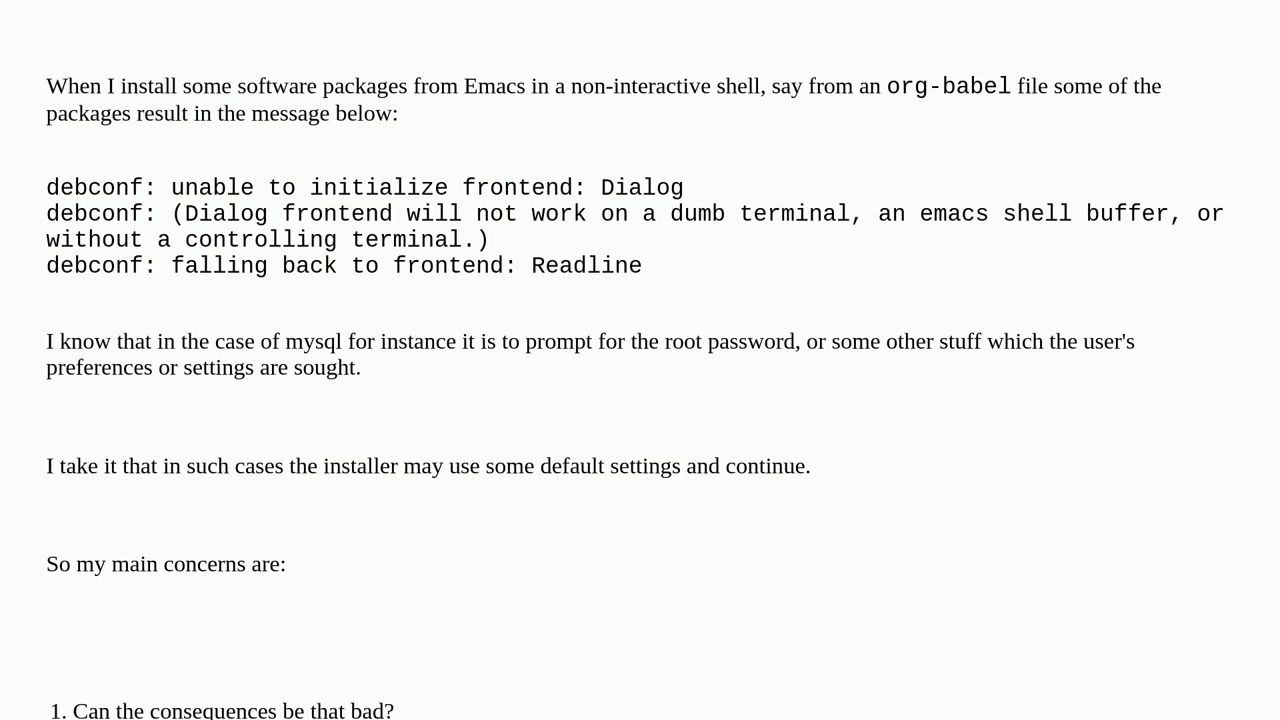 When I install some software packages from Emacs in a non-interactive shell, say from an org-babel file some of the
packages result in the message below:
debconf: unable to initialize frontend: Dialog
debconf: (Dialog frontend will not work on a dumb terminal, an emacs shell buffer, or
without a controlling terminal.)
debconf: falling back to frontend: Readline
I know that in the case of mysql for instance it is to prompt for the root password, or some other stuff which the user's
preferences or settings are sought.
I take it that in such cases the installer may use some default settings and continue.
So my main concerns are:
1. Can the consequences be that bad?